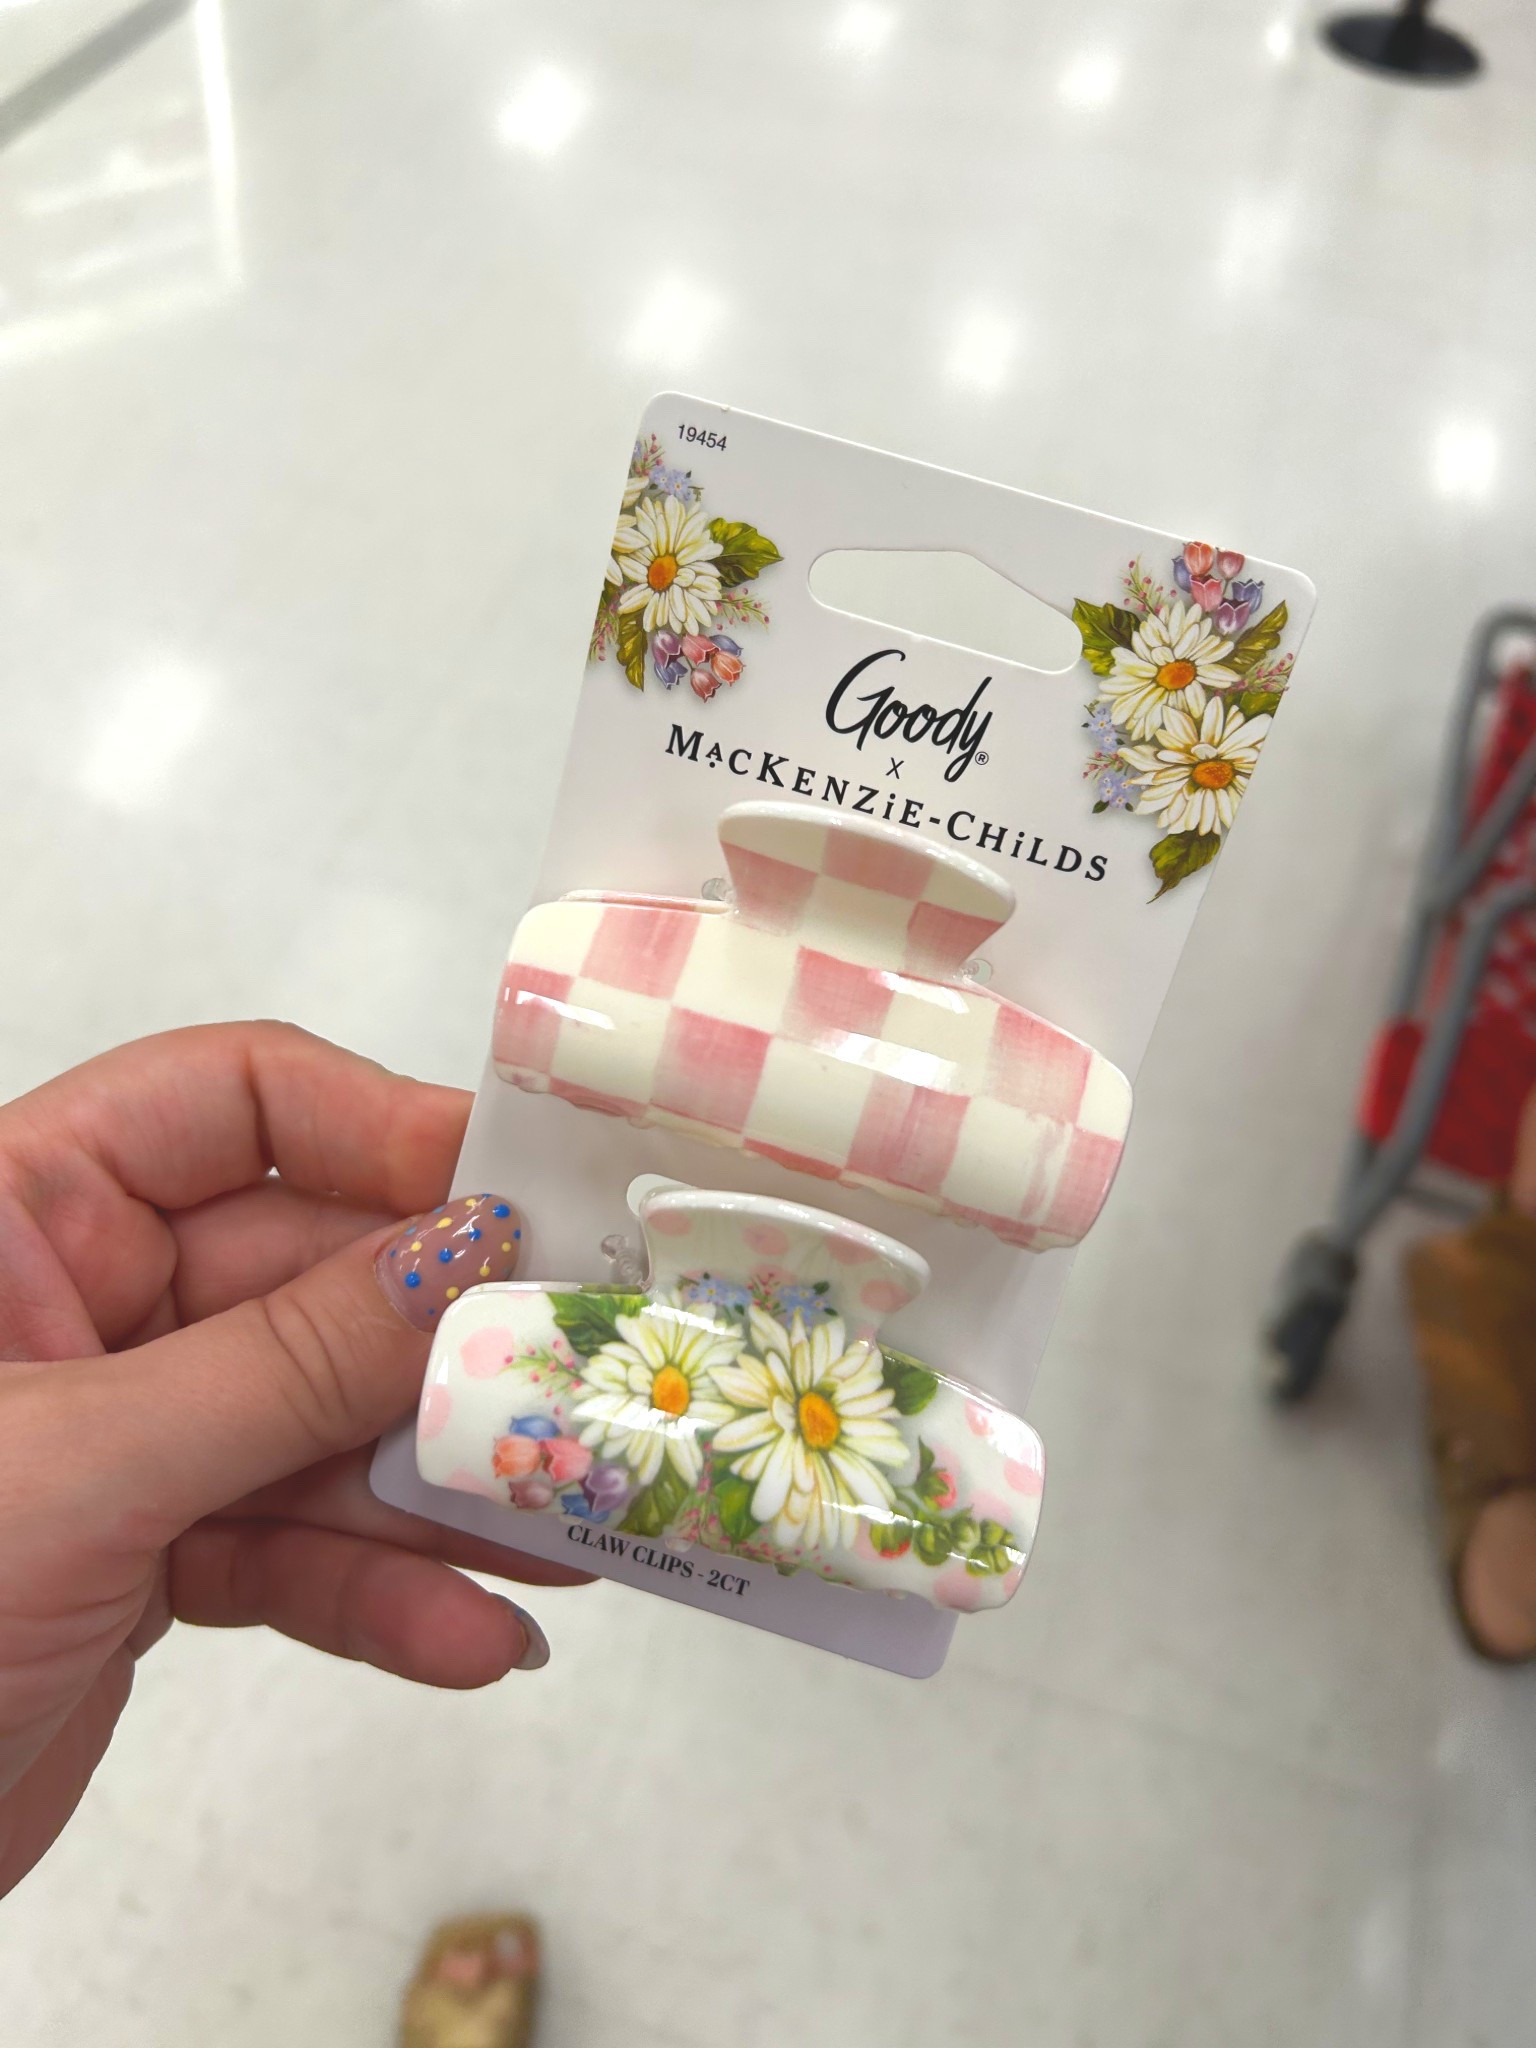 19454
Goody®
x
MACKENZiE-CHiLDS
CLAW CLIPS - 2CT